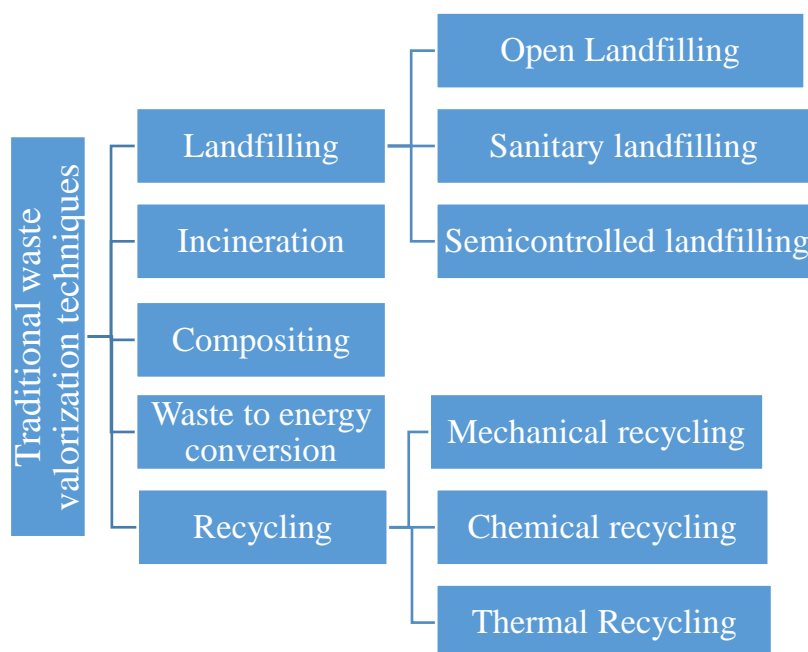 Traditional waste
valorization techniques
Landfilling
Open Landfilling
Sanitary landfilling
Semicontrolled landfilling
Incineration
Compositing
Waste to energy
conversion
Recycling
Mechanical recycling
Chemical recycling
Thermal Recycling